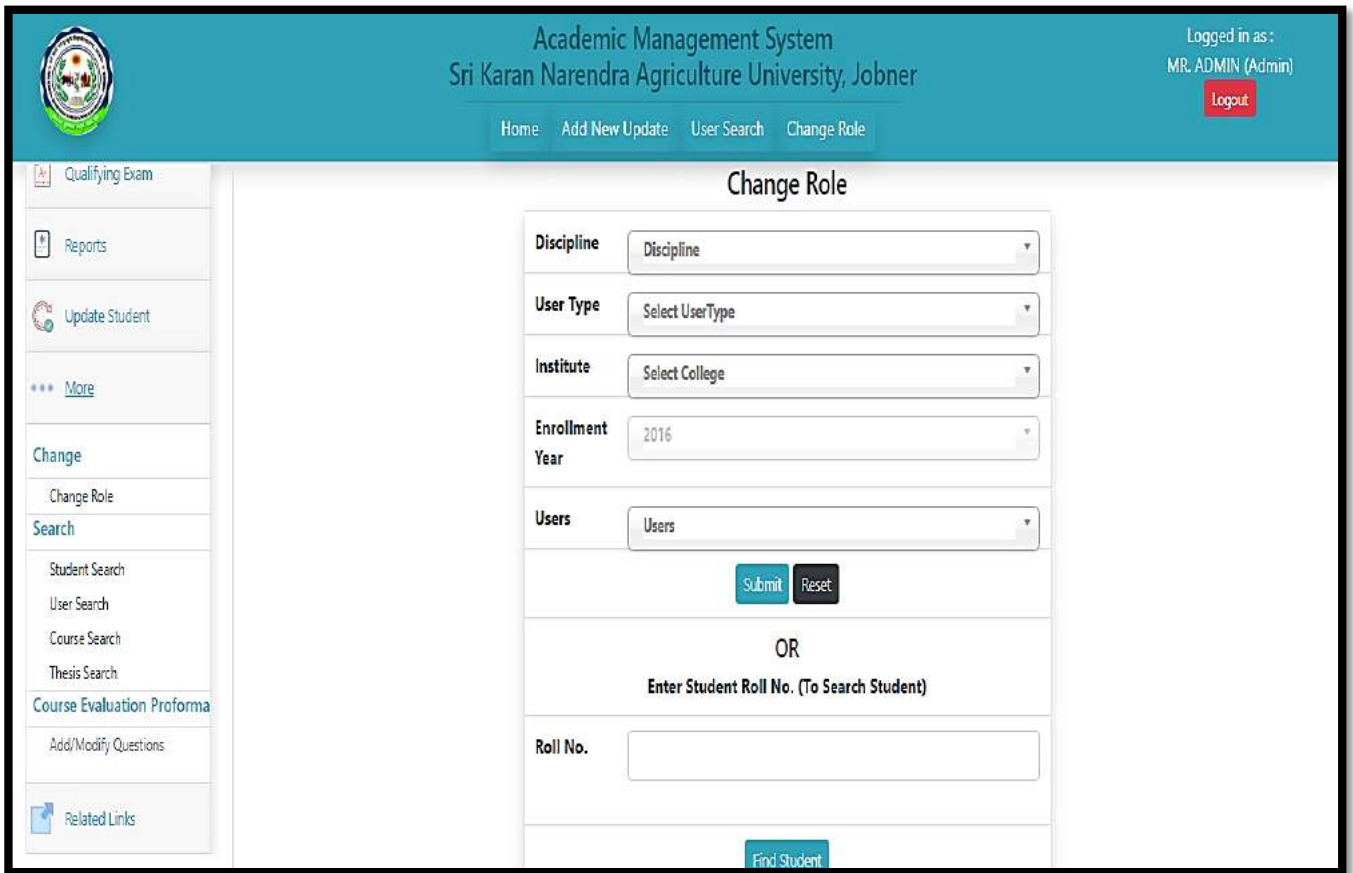 Academic Management System
Sri Karan Narendra Agriculture University, Jobner
Logged in as :
MR. ADMIN (Admin)
Logout
Home Add New Update User Search Change Role
Qualifying Exam
Reports
Update Student
More
Change
Change Role
Search
Student Search
User Search
Course Search
Thesis Search
Course Evaluation Proforma
Add/Modify Questions
Related Links
Change Role
Discipline Discipline
User Type Select UserType
Institute Select College
Enrollment 2016
Year
Users Users
Submit Reset
OR
Enter Student Roll No. (To Search Student)
Roll No.
Find Student